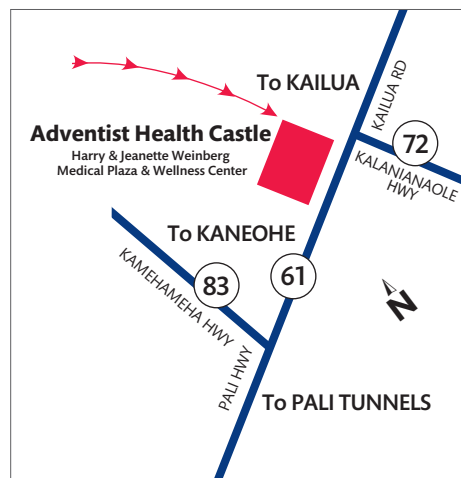 To KAILUA
KAILUA RD
72
KALANIANAOLE
HWY
Adventist Health Castle
Harry & Jeanette Weinberg
Medical Plaza & Wellness Center
To KANEOHE
83
61
KAMEHAMEHA HWY
N
PALI HWY
To PALI TUNNELS